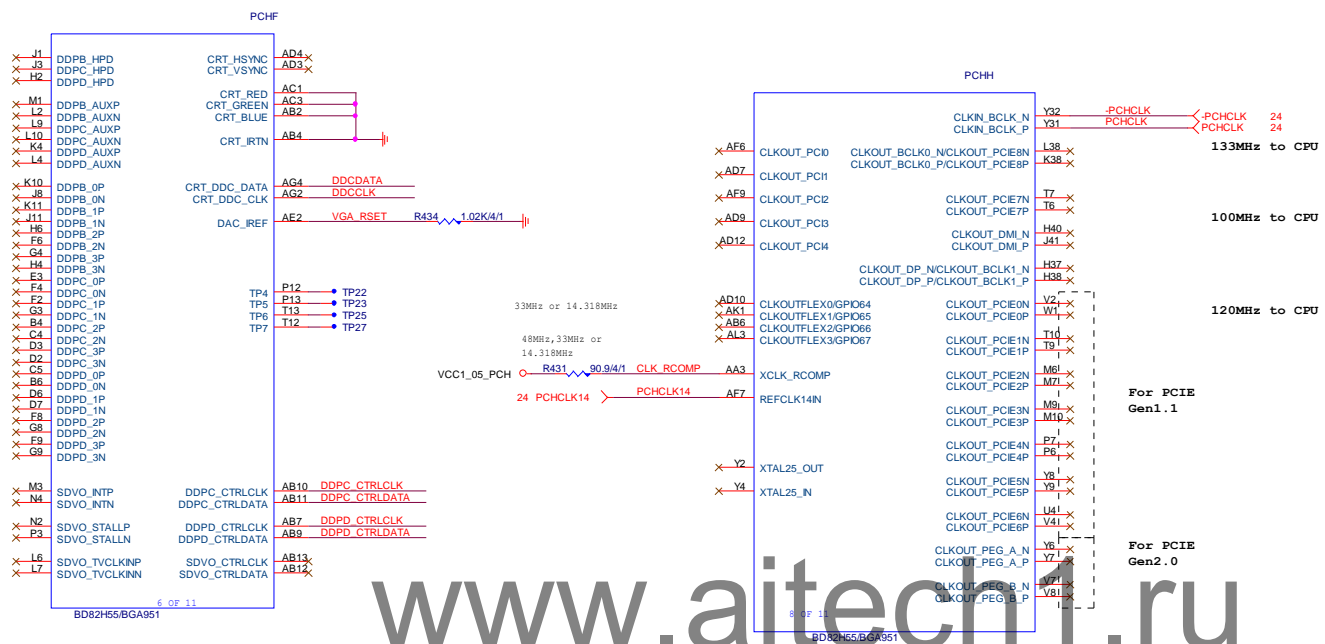 PCHF
J1 DDPB_HPD CRT_HSYNC AD4
J3 DDPC_HPD CRT_VSYNC AD3
H2 DDPD_HPD
CRT_RED AC1
M1 DDPB_AUXP CRT_GREEN AC3
L2 DDPB_AUXN CRT_BLUE AB2
L9 DDPC_AUXP
L10 DDPC_AUXN CRT_IRTN AB4
K4 DDPD_AUXP
L4 DDPD_AUXN
K10 DDPB_0P CRT_DDC_DATA AG4 DDCDATA
J8 DDPB_0N CRT_DDC_CLK AG2 DDCCLK
K11 DDPB_1P
J11 DDPB_1N DAC_IREF AE2 VGA_RSET R434 1.02K/4/1
H6 DDPB_2P
F6 DDPB_2N
G4 DDPB_3P
H4 DDPB_3N
E3 DDPC_0P
F4 DDPC_0N TP4 P12 TP22
F2 DDPC_1P TP5 P13 TP23
G3 DDPC_1N TP6 T13 TP25
B4 DDPC_2P TP7 T12 TP27
C4 DDPC_2N
D3 DDPC_3P
D2 DDPC_3N
C5 DDPD_0P
B6 DDPD_0N
D6 DDPD_1P
D7 DDPD_1N
F8 DDPD_2P
G8 DDPD_2N
F9 DDPD_3P
G9 DDPD_3N
M3 SDVO_INTP DDPC_CTRLCLK AB10 DDPC_CTRLCLK
N4 SDVO_INTN DDPC_CTRLDATA AB11 DDPC_CTRLDATA
N2 SDVO_STALLP DDPD_CTRLCLK AB7 DDPD_CTRLCLK
P3 SDVO_STALLN DDPD_CTRLDATA AB9 DDPD_CTRLDATA
L6 SDVO_TVCLKINP SDVO_CTRLCLK AB13
L7 SDVO_TVCLKINN SDVO_CTRLDATA AB12
6 OF 11
BD82H55/BGA951
PCHH
CLKIN_BCLK_N Y32 -PCHCLK -PCHCLK 24
CLKIN_BCLK_P Y31 PCHCLK PCHCLK 24
133MHz to CPU
AF6 CLKOUT_PCI0 CLKOUT_BCLK0_N/CLKOUT_PCIE8N L38
CLKOUT_BCLK0_P/CLKOUT_PCIE8P K38
AD7 CLKOUT_PCI1
AF9 CLKOUT_PCI2 CLKOUT_PCIE7N T7
CLKOUT_PCIE7P T6
100MHz to CPU
AD9 CLKOUT_PCI3
CLKOUT_DMI_N H40
AD12 CLKOUT_PCI4 CLKOUT_DMI_P J41
CLKOUT_DP_N/CLKOUT_BCLK1_N H37
CLKOUT_DP_P/CLKOUT_BCLK1_P H38
33MHz or 14.318MHz
AD10 CLKOUTFLEX0/GPIO64 CLKOUT_PCIE0N V2
AK1 CLKOUTFLEX1/GPIO65 CLKOUT_PCIE0P W1
120MHz to CPU
AB6 CLKOUTFLEX2/GPIO66
AL3 CLKOUTFLEX3/GPIO67 CLKOUT_PCIE1N T10
CLKOUT_PCIE1P T9
48MHz,33MHz or
14.318MHz
VCC1_05_PCH R431 90.9/4/1 CLK_RCOMP AA3 XCLK_RCOMP CLKOUT_PCIE2N M6
CLKOUT_PCIE2P M7
24 PCHCLK14 PCHCLK14 AF7 REFCLK14IN
For PCIE
Gen1.1
CLKOUT_PCIE3N M9
CLKOUT_PCIE3P M10
CLKOUT_PCIE4N P7
CLKOUT_PCIE4P P6
Y2 XTAL25_OUT
CLKOUT_PCIE5N Y8
Y4 XTAL25_IN CLKOUT_PCIE5P Y9
CLKOUT_PCIE6N U4
CLKOUT_PCIE6P V4
CLKOUT_PEG_A_N Y6
CLKOUT_PEG_A_P Y7
For PCIE
Gen2.0
CLKOUT_PEG_B_N V7
CLKOUT_PEG_B_P V8
8 OF 11
BD82H55/BGA951
www.aitech1.ru